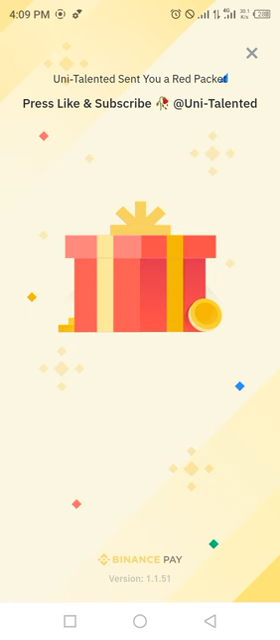 4:09 PM
Uni-Talented Sent You a Red Packet
Press Like & Subscribe 🥀 @Uni-Talented
BINANCE PAY
Version: 1.1.51